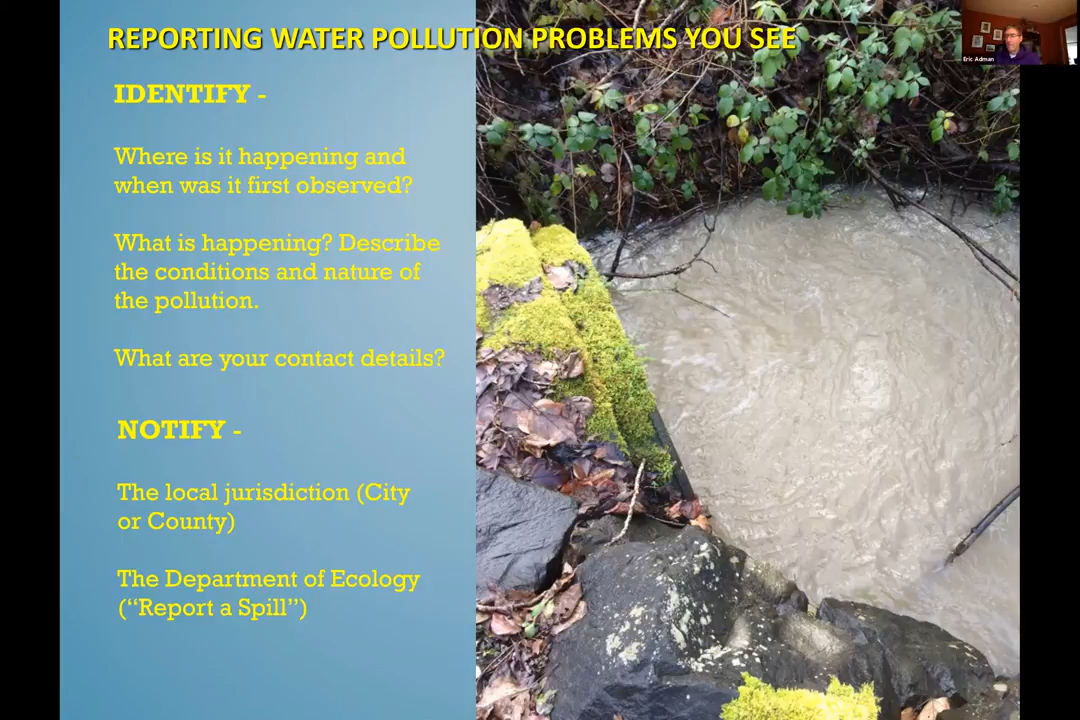 REPORTING WATER POLLUTION PROBLEMS YOU SEE
Eric Adman
IDENTIFY -
Where is it happening and
when was it first observed?
What is happening? Describe
the conditions and nature of
the pollution.
What are your contact details?
NOTIFY -
The local jurisdiction (City
or County)
The Department of Ecology
(“Report a Spill”)